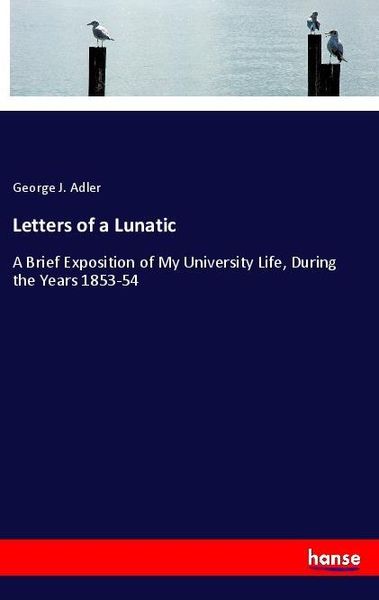 George J. Adler
Letters of a Lunatic
A Brief Exposition of My University Life, During
the Years 1853-54
hanse